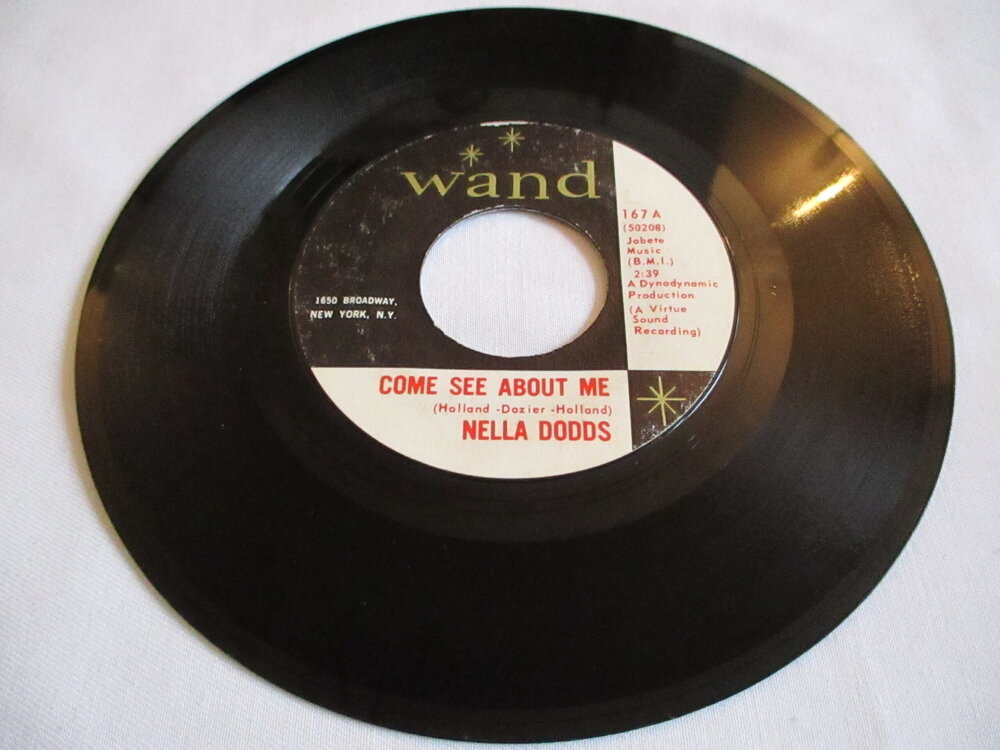 wand
167 A
(50208)
Jobete
Music
(B.M.I.)
2:39
A Dynodynamic
Production
(A Virtue
Sound
Recording)
1650 BROADWAY,
NEW YORK, N.Y.
COME SEE ABOUT ME
(Holland -Dozier -Holland)
NELLA DODDS